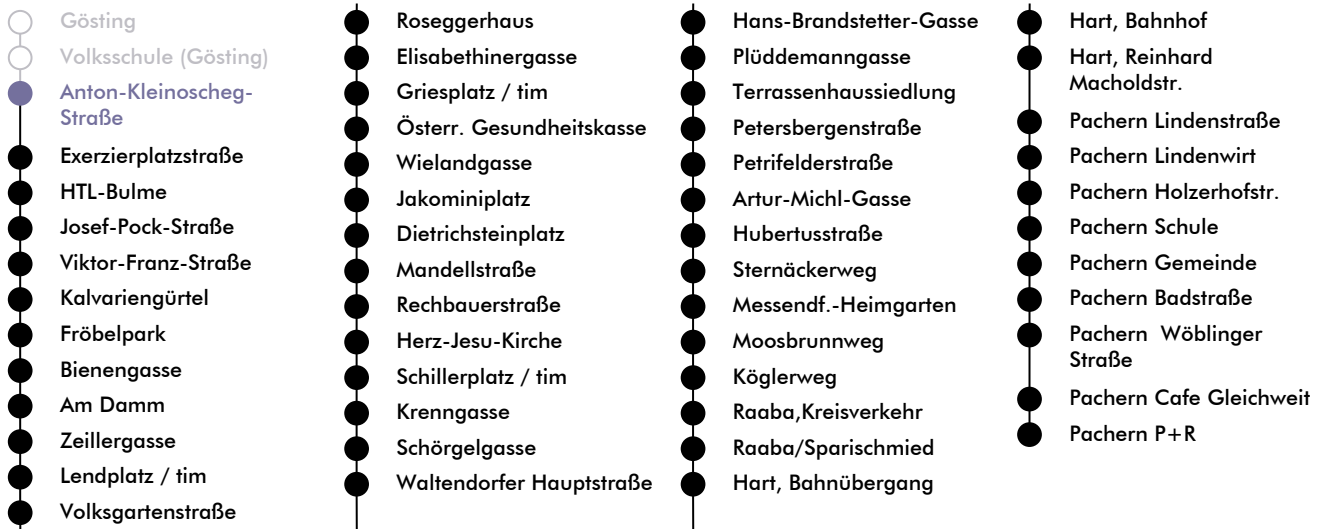 Gösting
Volksschule (Gösting)
Anton-Kleinoscheg-
Straße
Exerzierplatzstraße
HTL-Bulme
Josef-Pock-Straße
Viktor-Franz-Straße
Kalvariengürtel
Fröbelpark
Bienengasse
Am Damm
Zeillergasse
Lendplatz / tim
Volksgartenstraße
Roseggerhaus
Elisabethinergasse
Griesplatz / tim
Österr. Gesundheitskasse
Wielandgasse
Jakominiplatz
Dietrichsteinplatz
Mandellstraße
Rechbauerstraße
Herz-Jesu-Kirche
Schillerplatz / tim
Krenngasse
Schörgelgasse
Waltendorfer Hauptstraße
Hans-Brandstetter-Gasse
Plüddemanngasse
Terrassenhaussiedlung
Petersbergenstraße
Petrifelderstraße
Artur-Michl-Gasse
Hubertusstraße
Sternäckerweg
Messendf.-Heimgarten
Moosbrunnweg
Köglerweg
Raaba,Kreisverkehr
Raaba/Sparischmied
Hart, Bahnübergang
Hart, Bahnhof
Hart, Reinhard
Macholdstr.
Pachern Lindenstraße
Pachern Lindenwirt
Pachern Holzerhofstr.
Pachern Schule
Pachern Gemeinde
Pachern Badstraße
Pachern  Wöblinger
Straße
Pachern Cafe Gleichweit
Pachern P+R